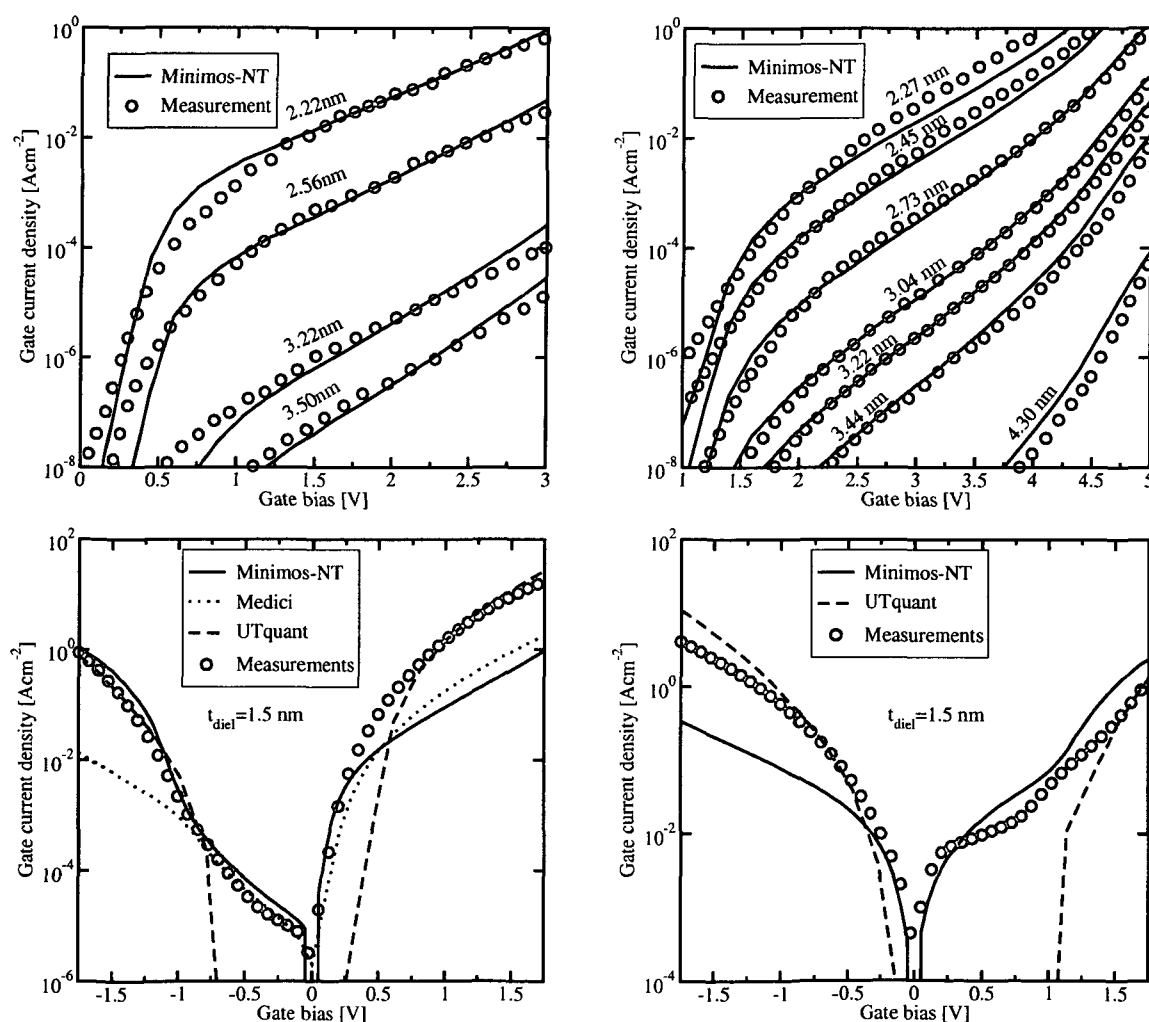 10^0
10^-2
10^-4
10^-6
10^-8
Gate current density [Acm^-2]
Minimos-NT
Measurement
2.22nm
2.56nm
3.22nm
3.50nm
0 0.5 1 1.5 2 2.5 3
Gate bias [V]
10^0
10^-2
10^-4
10^-6
10^-8
Gate current density [Acm^-2]
Minimos-NT
Measurement
2.27 nm
2.45 nm
2.73 nm
3.04 nm
3.22 nm
3.44 nm
4.30 nm
1 1.5 2 2.5 3 3.5 4 4.5 5
Gate bias [V]
10^2
10^0
10^-2
10^-4
10^-6
Gate current density [Acm^-2]
Minimos-NT
Medici
UTquant
Measurements
t_diel=1.5 nm
-1.5 -1 -0.5 0 0.5 1 1.5
Gate bias [V]
10^2
10^0
10^-2
10^-4
Gate current density [Acm^-2]
Minimos-NT
UTquant
Measurements
t_diel=1.5 nm
-1.5 -1 -0.5 0 0.5 1 1.5
Gate bias [V]